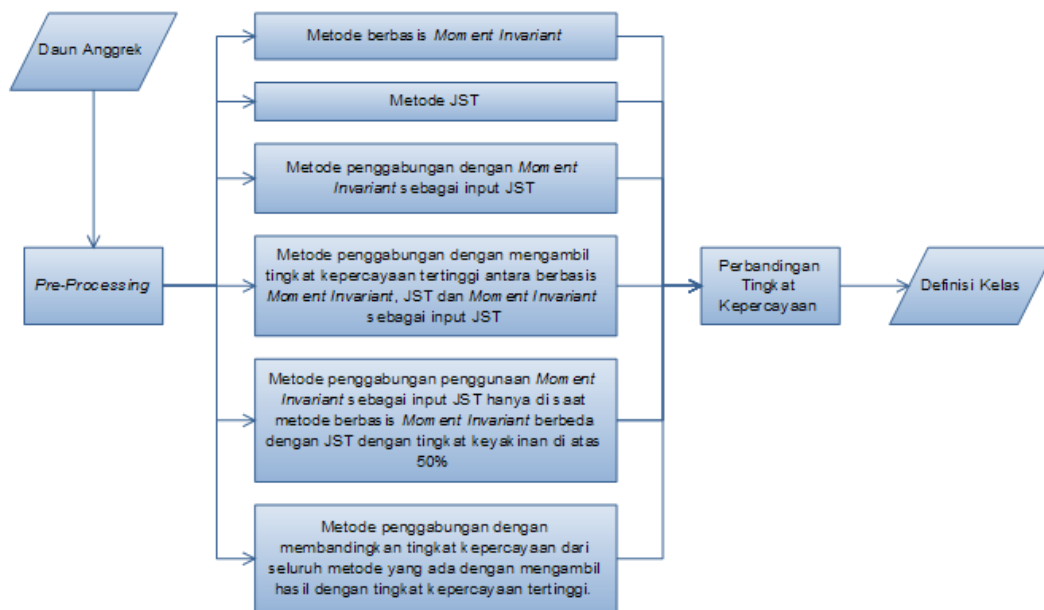 Daun Anggrek
Pre-Processing
Metode berbasis Moment Invariant
Metode JST
Metode penggabungan dengan Moment
Invariant sebagai input JST
Metode penggabungan dengan mengambil
tingkat kepercayaan tertinggi antara berbasis
Moment Invariant, JST dan Moment Invariant
sebagai input JST
Metode penggabungan penggunaan Moment
Invariant sebagai input JST hanya di saat
metode berbasis Moment Invariant berbeda
dengan JST dengan tingkat keyakinan di atas
50%
Metode penggabungan dengan
membandingkan tingkat kepercayaan dari
seluruh metode yang ada dengan mengambil
hasil dengan tingkat kepercayaan tertinggi.
Perbandingan
Tingkat
Kepercayaan
Definisi Kelas